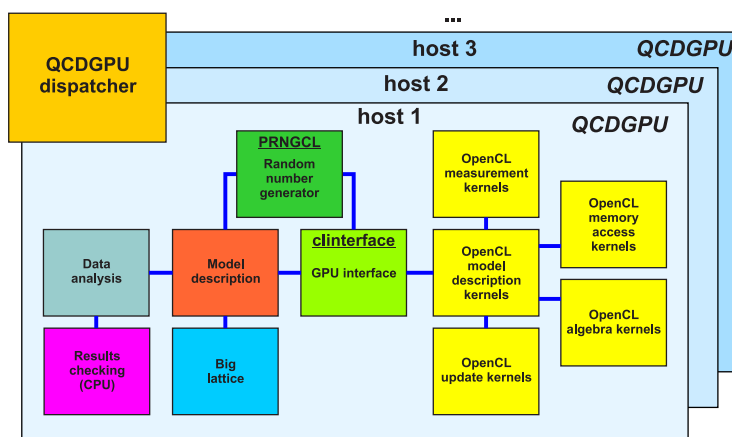 ...
QCDGPU
dispatcher
host 3
QCDGPU
host 2
QCDGPU
host 1
QCDGPU
PRNGCL
Random
number
generator
OpenCL
measurement
kernels
OpenCL
memory
access
kernels
Data
analysis
Model
description
clinterface
GPU interface
OpenCL
model
description
kernels
OpenCL
algebra kernels
Results
checking
(CPU)
Big
lattice
OpenCL
update kernels